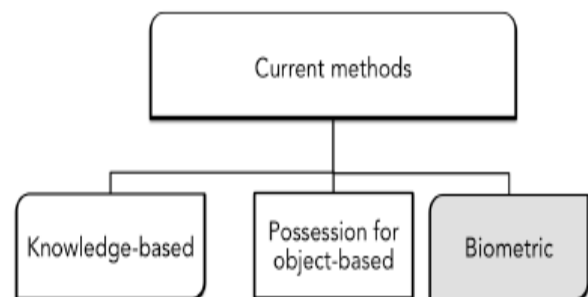 Current methods
Knowledge-based
Possession for
object-based
Biometric